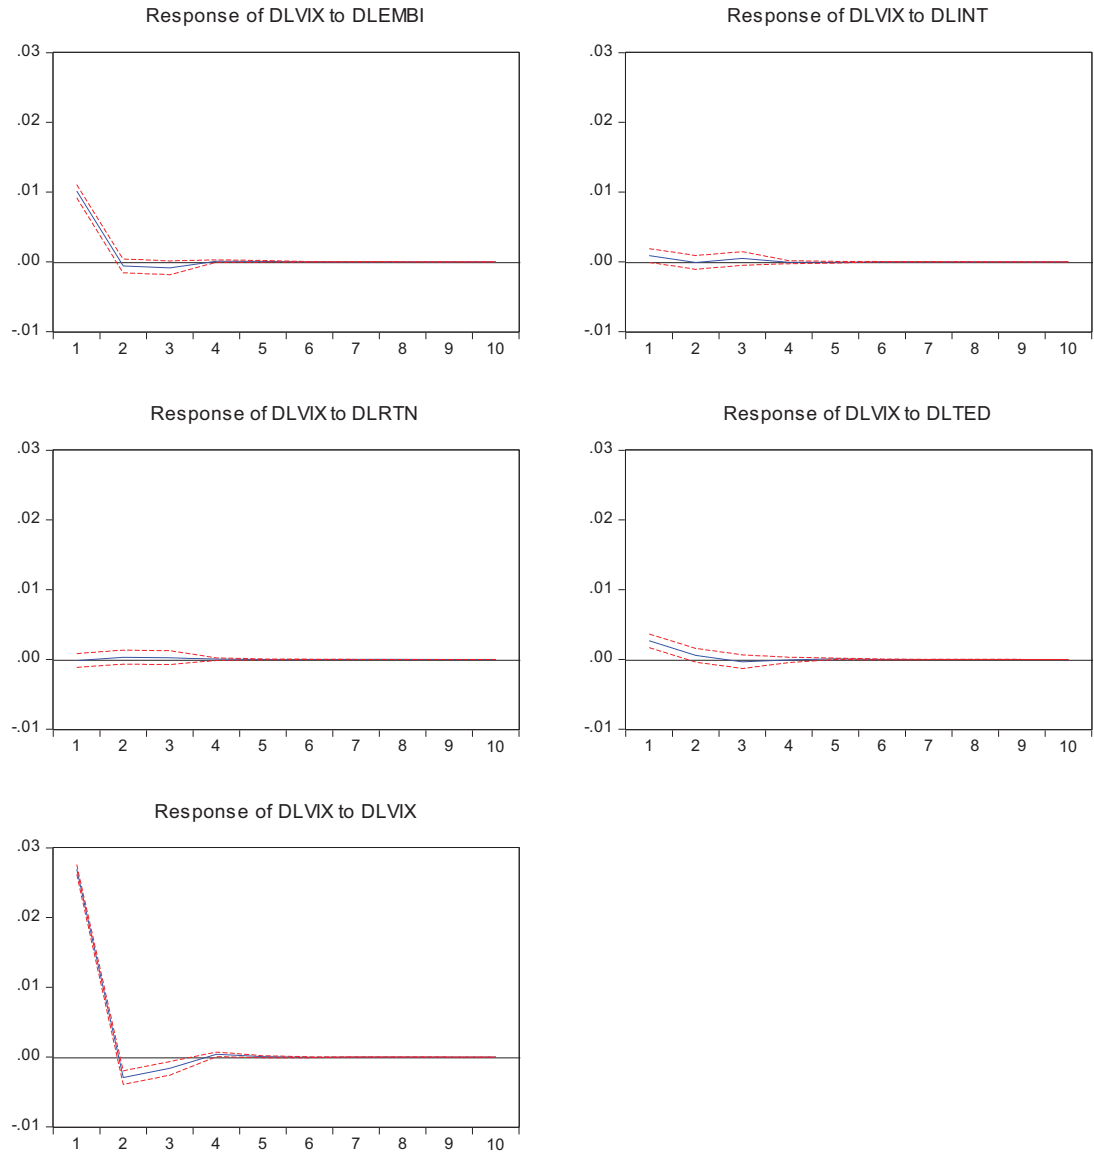 Response of DLVIX to DLEMBI
.03
.02
.01
.00
-.01
1 2 3 4 5 6 7 8 9 10
Response of DLVIX to DLINT
.03
.02
.01
.00
-.01
1 2 3 4 5 6 7 8 9 10
Response of DLVIX to DLRTN
.03
.02
.01
.00
-.01
1 2 3 4 5 6 7 8 9 10
Response of DLVIX to DLTED
.03
.02
.01
.00
-.01
1 2 3 4 5 6 7 8 9 10
Response of DLVIX to DLVIX
.03
.02
.01
.00
-.01
1 2 3 4 5 6 7 8 9 10